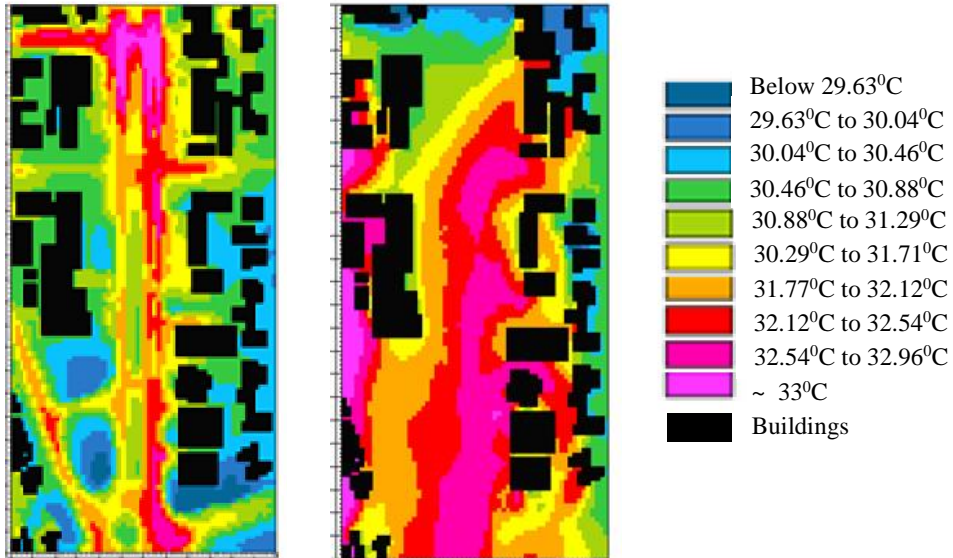 Below 29.63⁰C
29.63⁰C to 30.04⁰C
30.04⁰C to 30.46⁰C
30.46⁰C to 30.88⁰C
30.88⁰C to 31.29⁰C
30.29⁰C to 31.71⁰C
31.77⁰C to 32.12⁰C
32.12⁰C to 32.54⁰C
32.54⁰C to 32.96⁰C
~ 33⁰C
Buildings